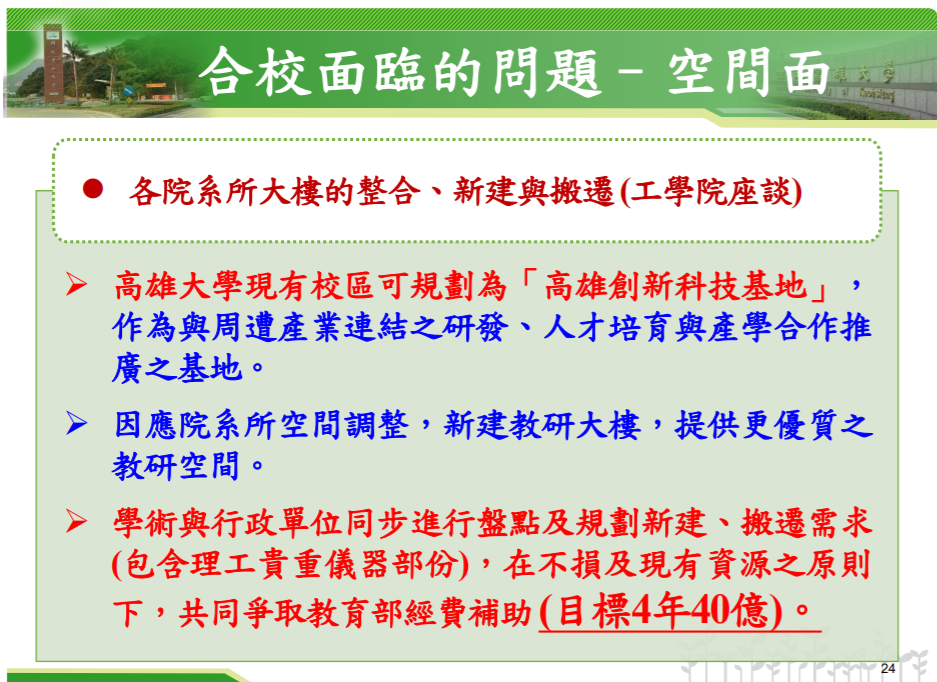 合校面臨的問題－空間面
● 各院系所大樓的整合、新建與搬遷(工學院座談)
➢ 高雄大學現有校區可規劃為「高雄創新科技基地」，
作為與周遭產業連結之研發、人才培育與產學合作推
廣之基地。
➢ 因應院系所空間調整，新建教研大樓，提供更優質之
教研空間。
➢ 學術與行政單位同步進行盤點及規劃新建、搬遷需求
(包含理工貴重儀器部份)，在不損及現有資源之原則
下，共同爭取教育部經費補助(目標4年40億)。
24